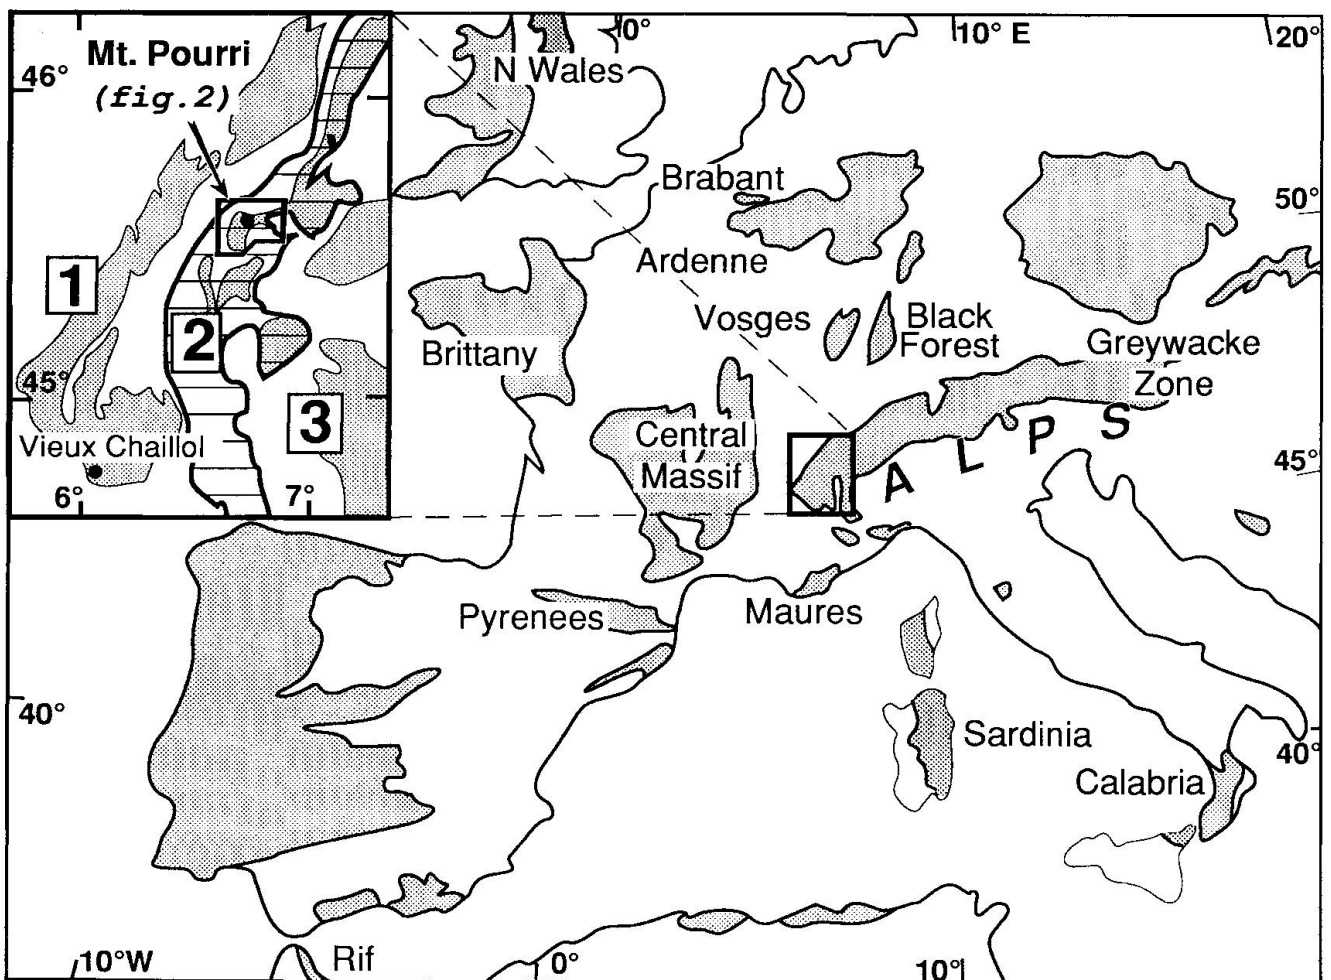 Mt. Pourri
(fig.2)
46°
1
2
3
45°
Vieux Chaillol
6°
7°
0°
10° E
20°
N Wales
Brabant
50°
Ardenne
Vosges
Black
Forest
Greywacke
Zone
Brittany
Central
Massif
A L P S
45°
Pyrenees
Maures
40°
Sardinia
40°
Calabria
10°W
Rif
0°
10°